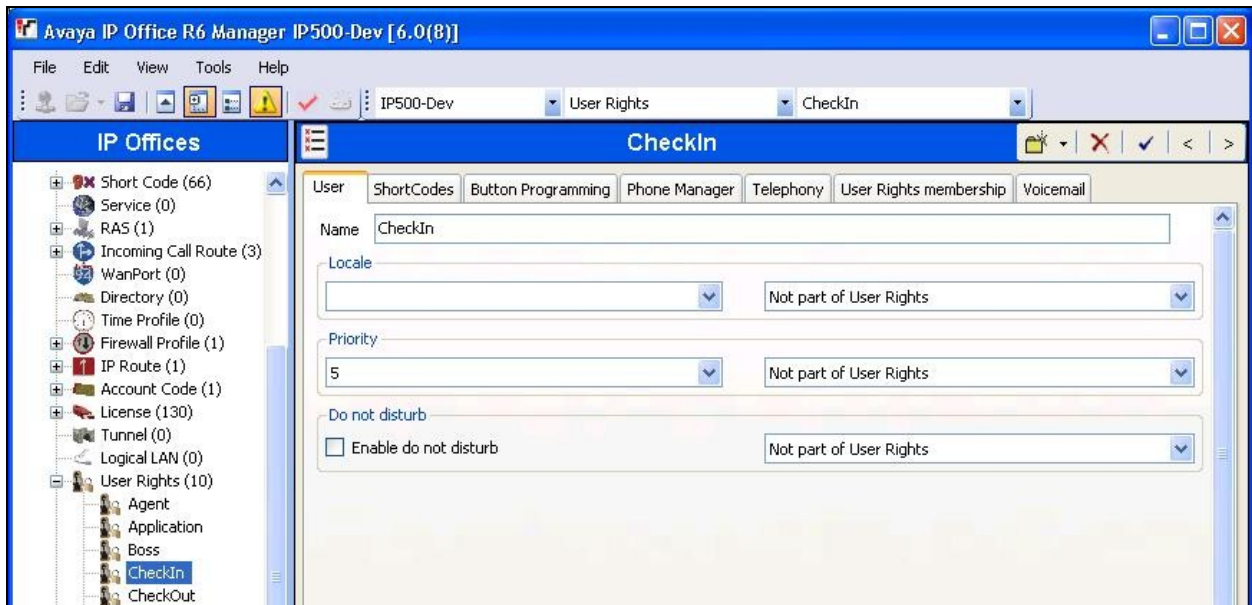 Avaya IP Office R6 Manager IP500-Dev [6.0(8)]
File Edit View Tools Help
IP500-Dev User Rights CheckIn
IP Offices
Short Code (66)
Service (0)
RAS (1)
Incoming Call Route (3)
WanPort (0)
Directory (0)
Time Profile (0)
Firewall Profile (1)
IP Route (1)
Account Code (1)
License (130)
Tunnel (0)
Logical LAN (0)
User Rights (10)
Agent
Application
Boss
CheckIn
CheckOut
CheckIn
User ShortCodes Button Programming Phone Manager Telephony User Rights membership Voicemail
Name CheckIn
Locale
Not part of User Rights
Priority
5 Not part of User Rights
Do not disturb
Enable do not disturb Not part of User Rights